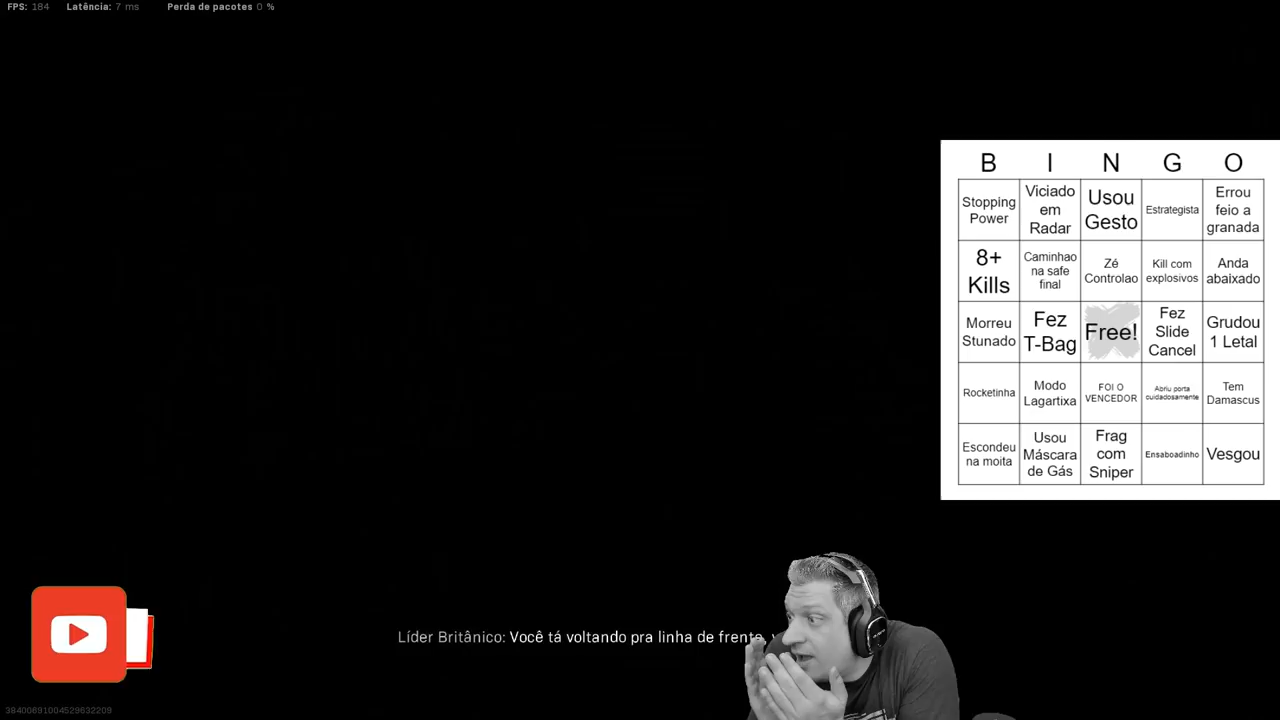 FPS: 184 Latência: 7 ms Perda de pacotes 0 %
B I N G O
Stopping
Power
Viciado
em
Radar
Usou
Gesto
Estrategista
Errou
feio a
granada
8+
Kills
Caminhao
na safe
final
Zé
Controlao
Kill com
explosivos
Anda
abaixado
Morreu
Stunado
Fez
T-Bag
Free!
Fez
Slide
Cancel
Grudou
1 Letal
Rocketinha
Modo
Lagartixa
FOI O
VENCEDOR
Abriu porta
cuidadosamente
Tem
Damascus
Escondeu
na moita
Usou
Máscara
de Gás
Frag
com
Sniper
Ensaboadinho
Vesgou
Líder Britânico: Você tá voltando pra linha de frente,
38400691004529632209